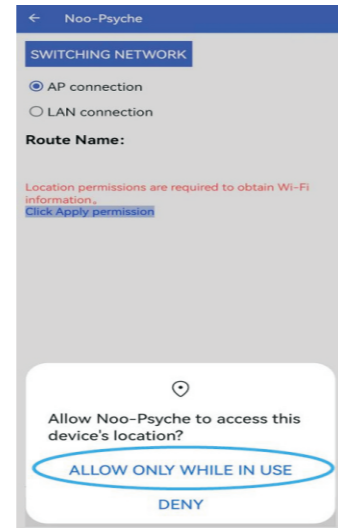 ← Noo-Psyche
SWITCHING NETWORK
AP connection
LAN connection
Route Name:
Location permissions are required to obtain Wi-Fi
information。
Click Apply permission
Allow Noo-Psyche to access this
device's location?
ALLOW ONLY WHILE IN USE
DENY